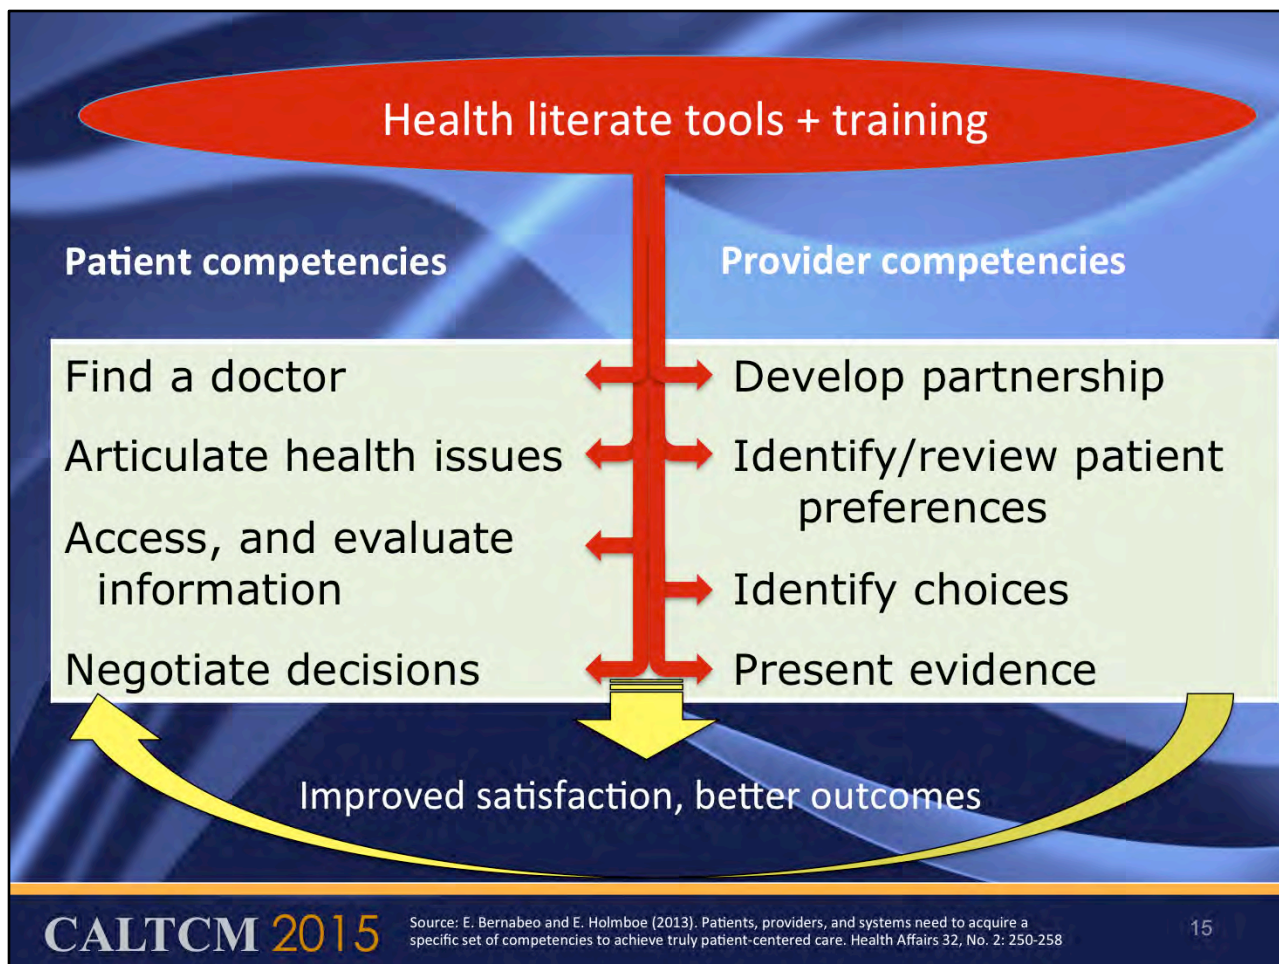 Health literate tools + training
Patient competencies
Provider competencies
Find a doctor
Articulate health issues
Access, and evaluate
information
Negotiate decisions
Develop partnership
Identify/review patient
preferences
Identify choices
Present evidence
Improved satisfaction, better outcomes
CALTCM 2015
Source: E. Bernabeo and E. Holmboe (2013). Patients, providers, and systems need to acquire a
specific set of competencies to achieve truly patient-centered care. Health Affairs 32, No. 2: 250-258
15